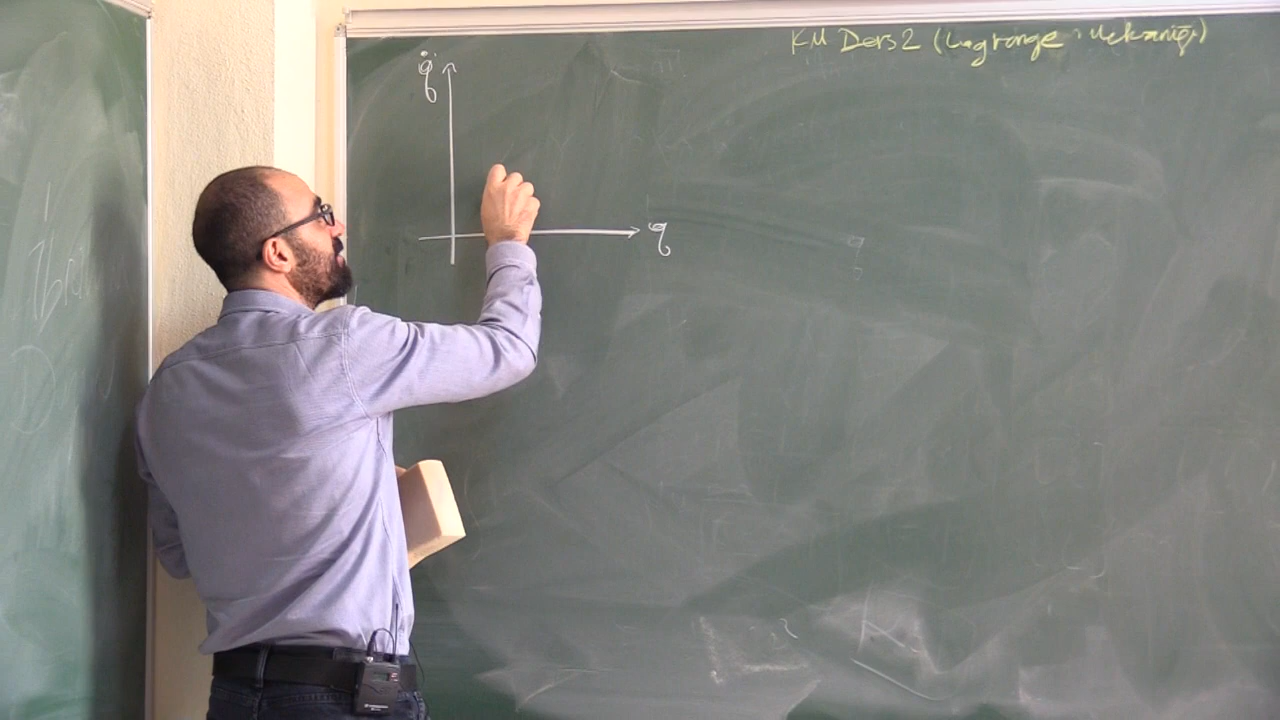 KM Ders 2 (Lagrange Mekaniği)
q̇
q